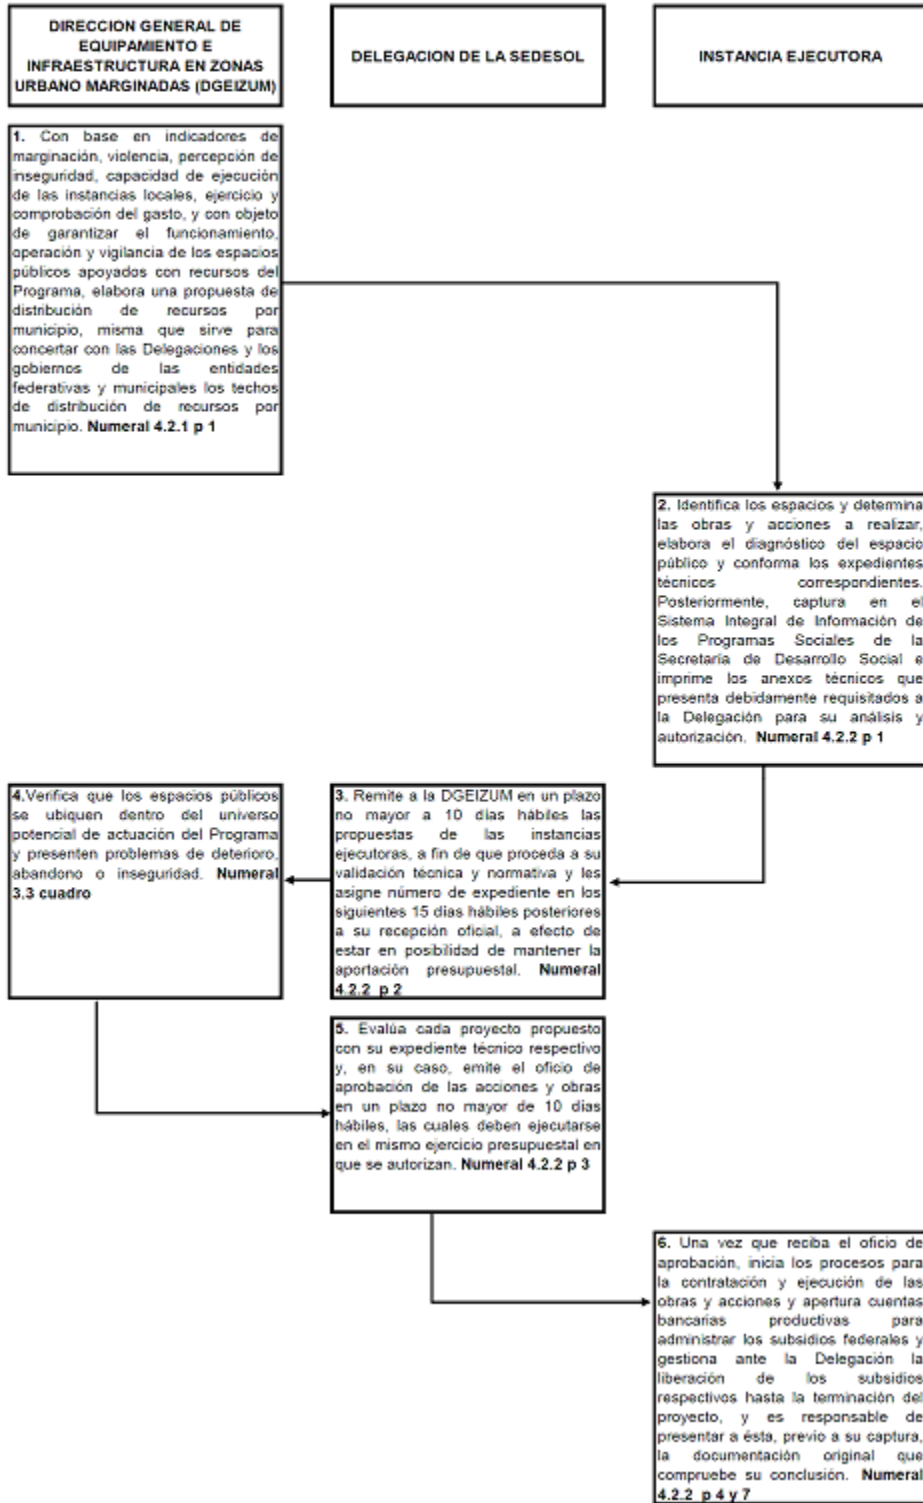 DIRECCION GENERAL DE
EQUIPAMIENTO E
INFRAESTRUCTURA EN ZONAS
URBANO MARGINADAS (DGEIZUM)
DELEGACION DE LA SEDESOL
INSTANCIA EJECUTORA
1. Con base en indicadores de
marginación, violencia, percepción de
inseguridad, capacidad de ejecución
de las instancias locales, ejercicio y
comprobación del gasto, y con objeto
de garantizar el funcionamiento,
operación y vigilancia de los espacios
públicos apoyados con recursos del
Programa, elabora una propuesta de
distribución de recursos por
municipio, misma que sirve para
concertar con las Delegaciones y los
gobiernos de las entidades
federativas y municipales los techos
de distribución de recursos por
municipio. Numeral 4.2.1 p 1
2. Identifica los espacios y determina
las obras y acciones a realizar,
elabora el diagnóstico del espacio
público y conforma los expedientes
técnicos correspondientes.
Posteriormente, captura en el
Sistema Integral de Información de
los Programas Sociales de la
Secretaría de Desarrollo Social e
imprime los anexos técnicos que
presenta debidamente requisitados a
la Delegación para su análisis y
autorización. Numeral 4.2.2 p 1
4.Verifica que los espacios públicos
se ubiquen dentro del universo
potencial de actuación del Programa
y presenten problemas de deterioro,
abandono o inseguridad. Numeral
3.3 cuadro
3. Remite a la DGEIZUM en un plazo
no mayor a 10 días hábiles las
propuestas de las instancias
ejecutoras, a fin de que proceda a su
validación técnica y normativa y les
asigne número de expediente en los
siguientes 15 días hábiles posteriores
a su recepción oficial, a efecto de
estar en posibilidad de mantener la
aportación presupuestal. Numeral
4.2.2 p 2
5. Evalúa cada proyecto propuesto
con su expediente técnico respectivo
y, en su caso, emite el oficio de
aprobación de las acciones y obras
en un plazo no mayor de 10 días
hábiles, las cuales deben ejecutarse
en el mismo ejercicio presupuestal en
que se autorizan. Numeral 4.2.2 p 3
6. Una vez que reciba el oficio de
aprobación, inicia los procesos para
la contratación y ejecución de las
obras y acciones y apertura cuentas
bancarias productivas para
administrar los subsidios federales y
gestiona ante la Delegación la
liberación de los subsidios
respectivos hasta la terminación del
proyecto, y es responsable de
presentar a ésta, previo a su captura,
la documentación original que
compruebe su conclusión. Numeral
4.2.2 p 4 y 7